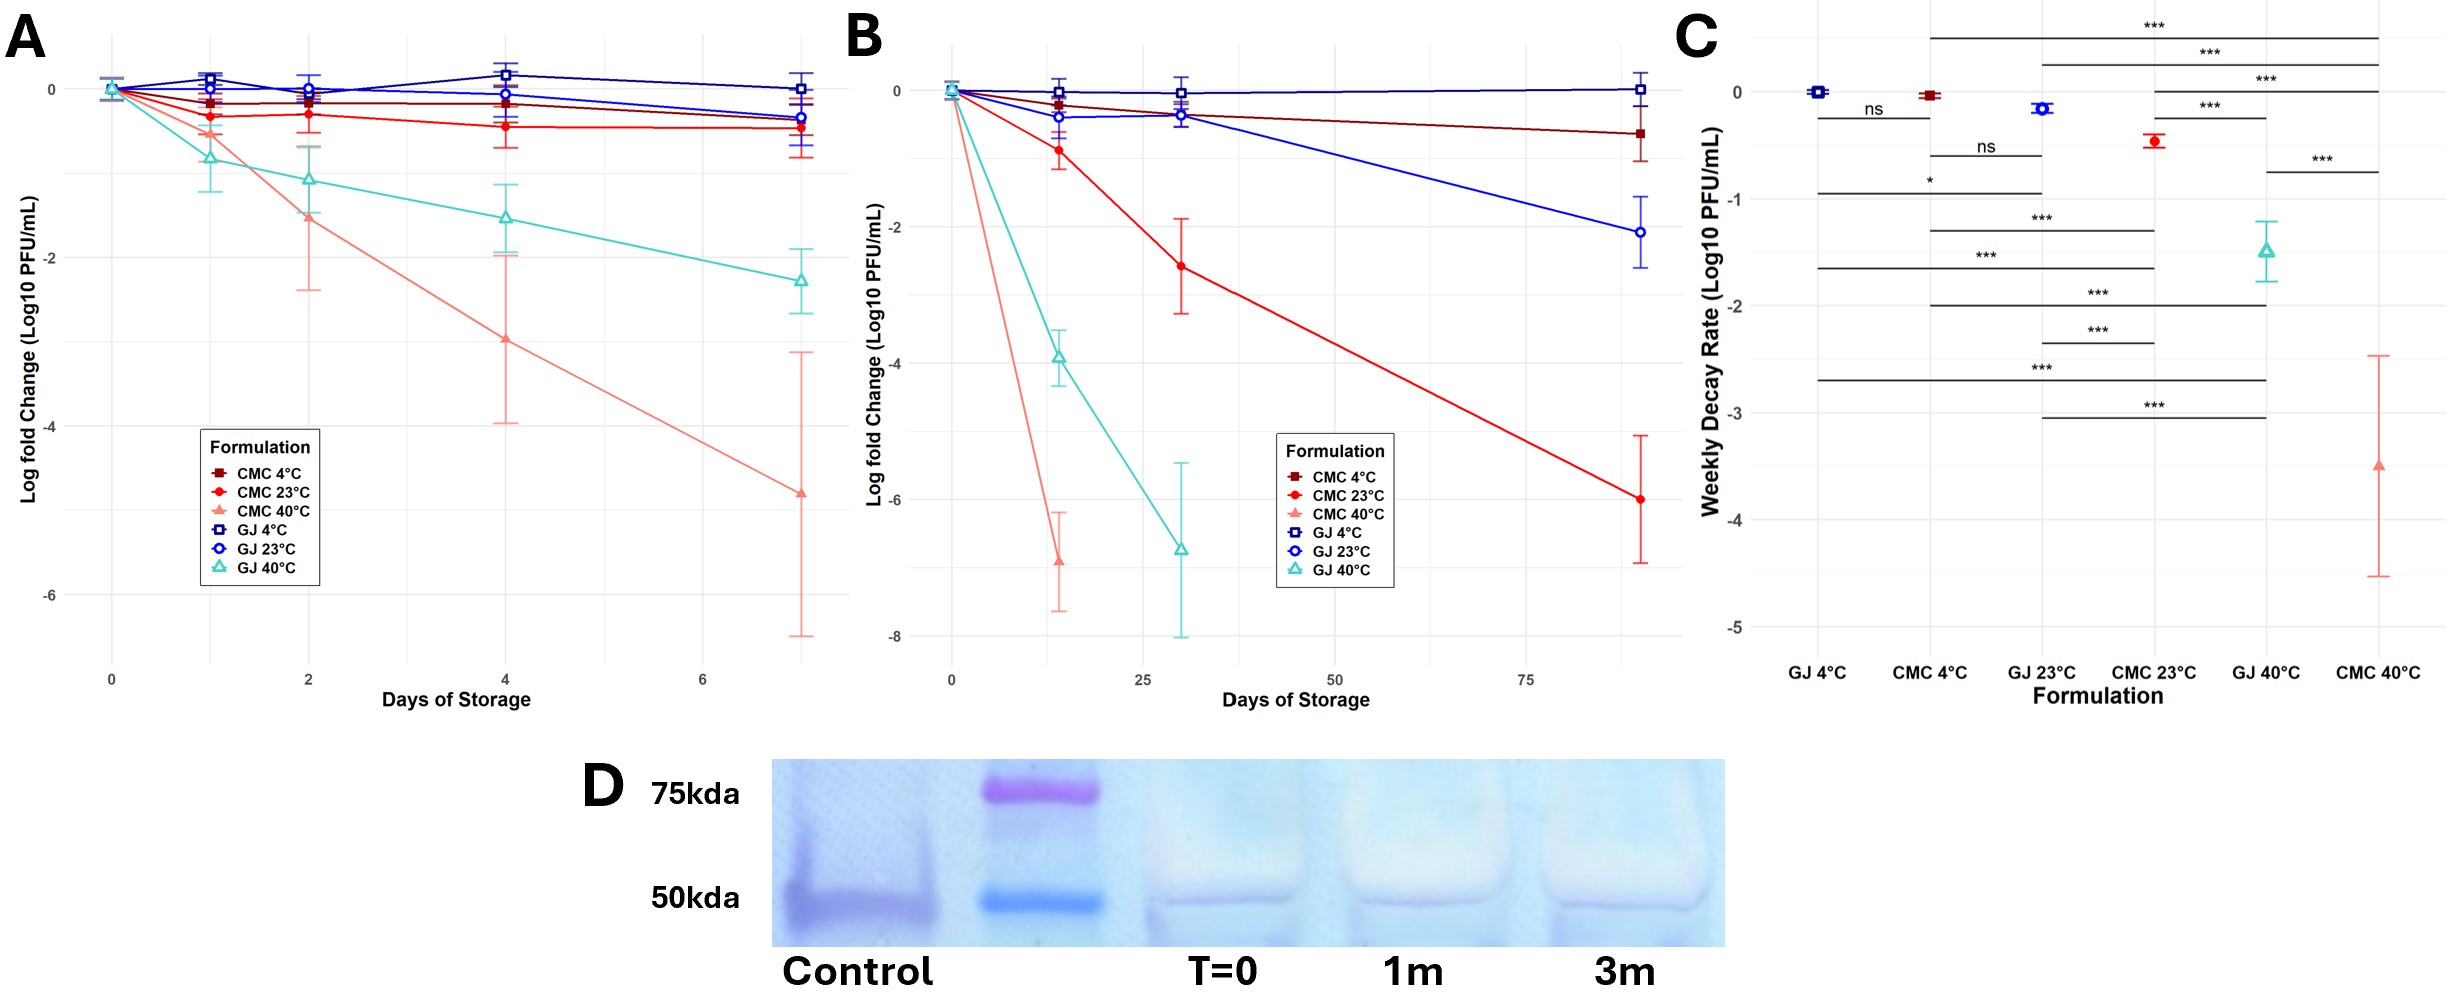 A
Log fold Change (Log10 PFU/mL)
0
-2
-4
-6
Formulation
CMC 4°C
CMC 23°C
CMC 40°C
GJ 4°C
GJ 23°C
GJ 40°C
0 2 4 6
Days of Storage
B
Log fold Change (Log10 PFU/mL)
0
-2
-4
-6
-8
Formulation
CMC 4°C
CMC 23°C
CMC 40°C
GJ 4°C
GJ 23°C
GJ 40°C
0 25 50 75
Days of Storage
C
Weekly Decay Rate (Log10 PFU/mL)
0
-1
-2
-3
-4
-5
***
***
***
***
ns
***
ns
*
***
***
***
***
***
***
GJ 4°C CMC 4°C GJ 23°C CMC 23°C GJ 40°C CMC 40°C
Formulation
D
75kda
50kda
Control T=0 1m 3m